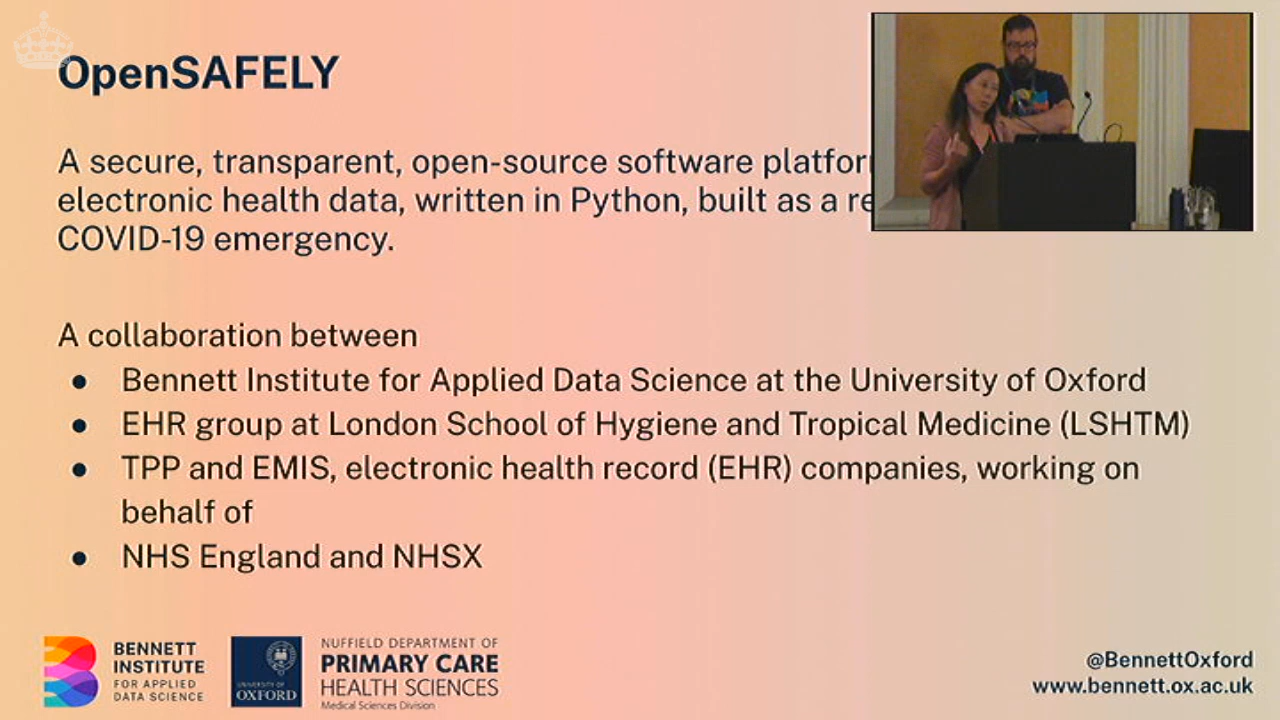 OpenSAFELY
A secure, transparent, open-source software
electronic health data, written in Python, built as a
COVID-19 emergency.
A collaboration between
● Bennett Institute for Applied Data Science at the University of Oxford
● EHR group at London School of Hygiene and Tropical Medicine (LSHTM)
● TPP and EMIS, electronic health record (EHR) companies, working on
behalf of
● NHS England and NHSX
BENNETT
INSTITUTE
FOR APPLIED
DATA SCIENCE
UNIVERSITY OF
OXFORD
NUFFIELD DEPARTMENT OF
PRIMARY CARE
HEALTH SCIENCES
Medical Sciences Division
@BennettOxford
www.bennett.ox.ac.uk